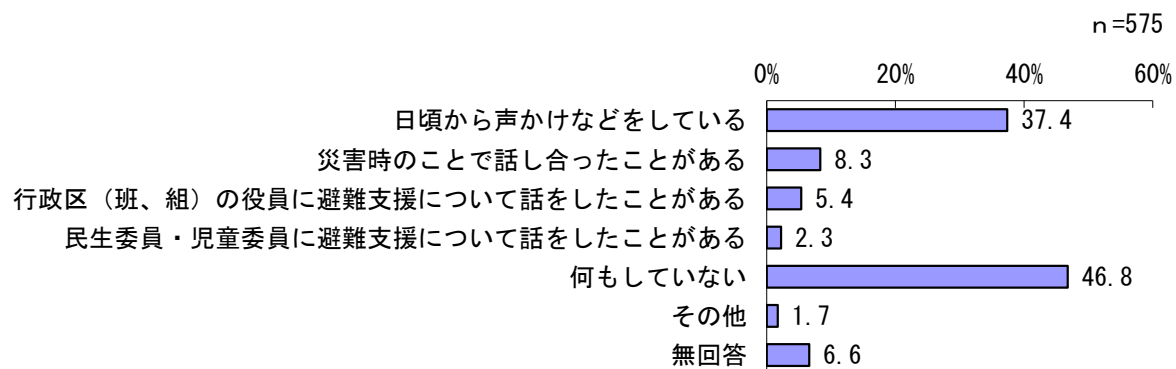 ｎ=575
0% 20% 40% 60%
日頃から声かけなどをしている 37.4
災害時のことで話し合ったことがある 8.3
行政区（班、組）の役員に避難支援について話をしたことがある 5.4
民生委員・児童委員に避難支援について話をしたことがある 2.3
何もしていない 46.8
その他 1.7
無回答 6.6